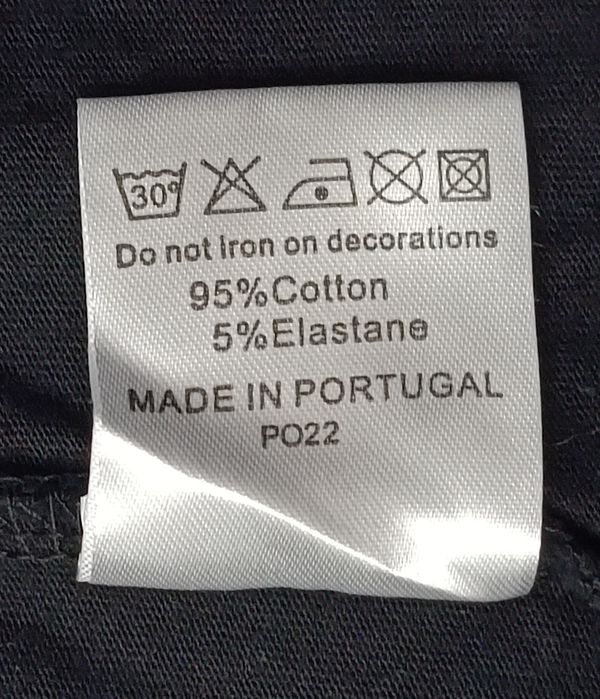 30°
Do not Iron on decorations
95%Cotton
5%Elastane
MADE IN PORTUGAL
PO22